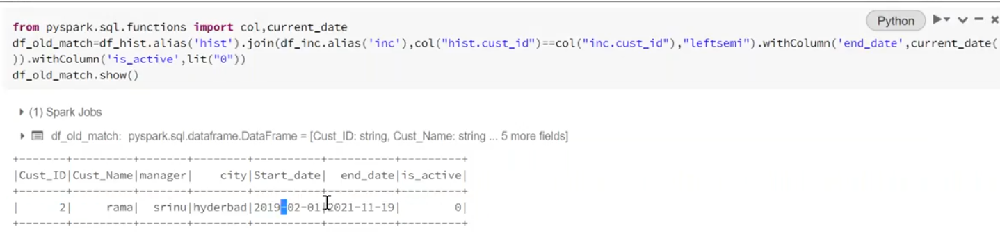 Python
from pyspark.sql.functions import col,current_date
df_old_match=df_hist.alias('hist').join(df_inc.alias('inc'),col("hist.cust_id")==col("inc.cust_id"),"leftsemi").withColumn('end_date',current_date(
)).withColumn('is_active',lit("0"))
df_old_match.show()
(1) Spark Jobs
df_old_match: pyspark.sql.dataframe.DataFrame = [Cust_ID: string, Cust_Name: string ... 5 more fields]
+-------+---------+-------+--------+----------+----------+---------+
|Cust_ID|Cust_Name|manager|    city|Start_date|  end_date|is_active|
+-------+---------+-------+--------+----------+----------+---------+
|      2|     rama|  srinu|hyderbad|2019-02-01|2021-11-19|        0|
+-------+---------+-------+--------+----------+----------+---------+